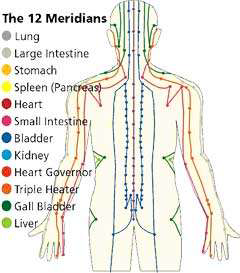 The 12 Meridians
Lung
Large Intestine
Stomach
Spleen (Pancreas)
Heart
Small Intestine
Bladder
Kidney
Heart Governor
Triple Heater
Gall Bladder
Liver